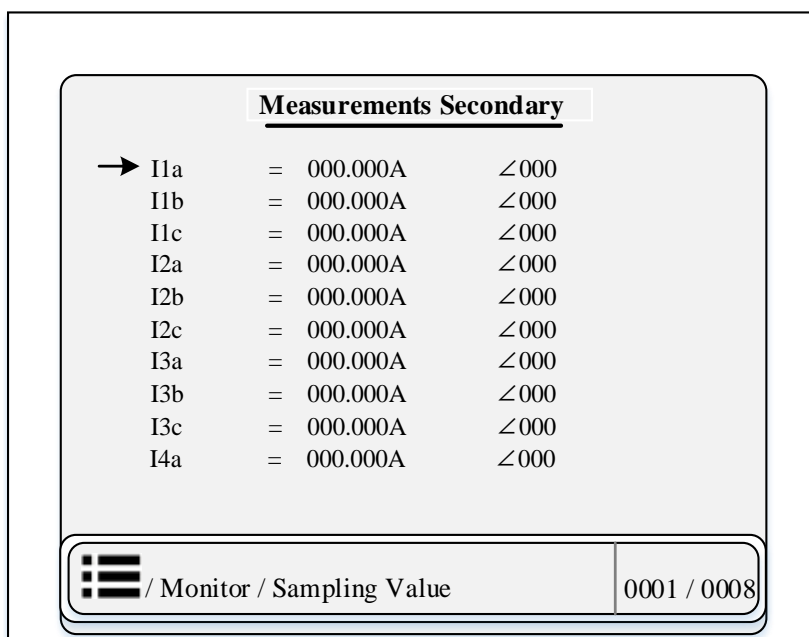 Measurements Secondary
I1a = 000.000A ∠000
I1b = 000.000A ∠000
I1c = 000.000A ∠000
I2a = 000.000A ∠000
I2b = 000.000A ∠000
I2c = 000.000A ∠000
I3a = 000.000A ∠000
I3b = 000.000A ∠000
I3c = 000.000A ∠000
I4a = 000.000A ∠000
/ Monitor / Sampling Value 0001 / 0008